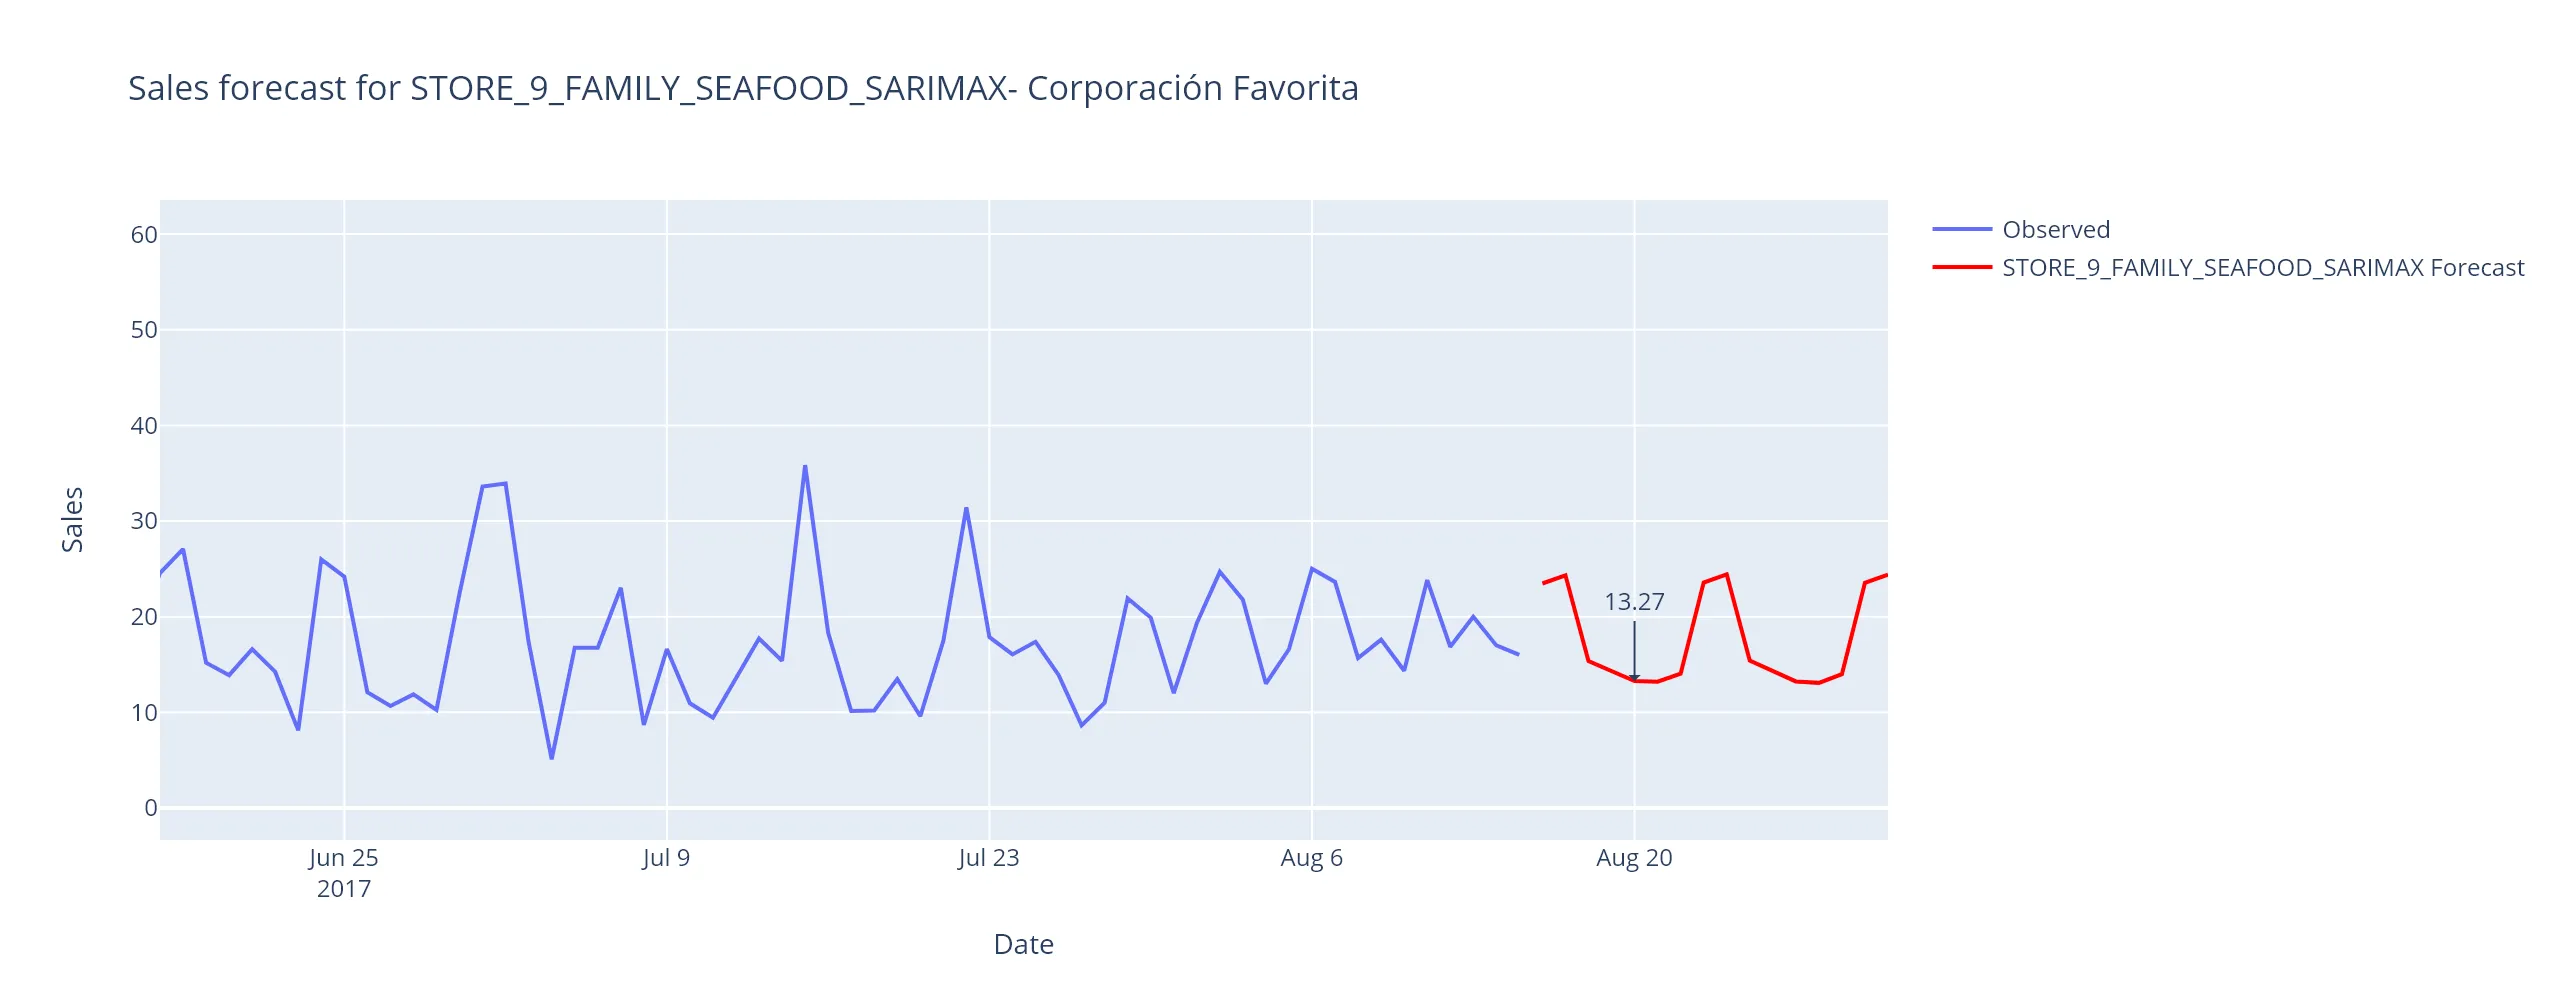 Sales forecast for STORE_9_FAMILY_SEAFOOD_SARIMAX- Corporación Favorita
Observed
STORE_9_FAMILY_SEAFOOD_SARIMAX Forecast
60
50
40
30
20
10
0
Sales
13.27
Jun 25
2017
Jul 9
Jul 23
Aug 6
Aug 20
Date